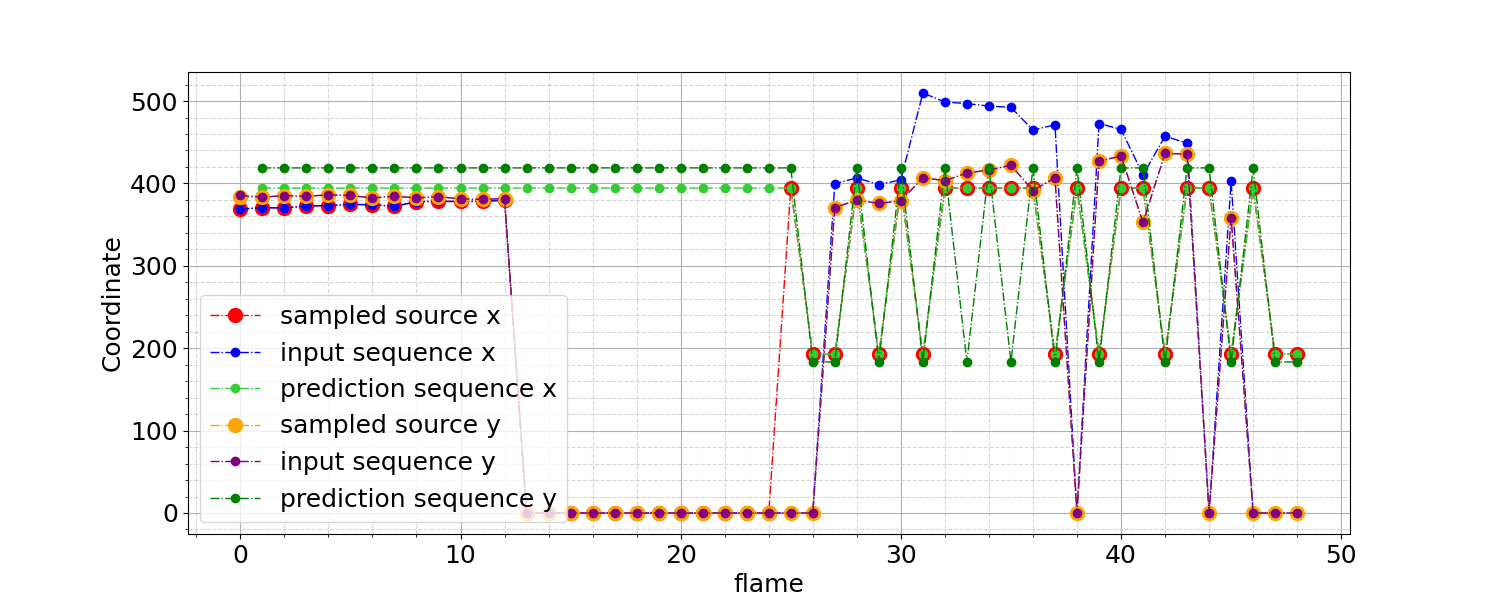 500
400
300
200
100
0
Coordinate
sampled source x
input sequence x
prediction sequence x
sampled source y
input sequence y
prediction sequence y
0 10 20 30 40 50
flame